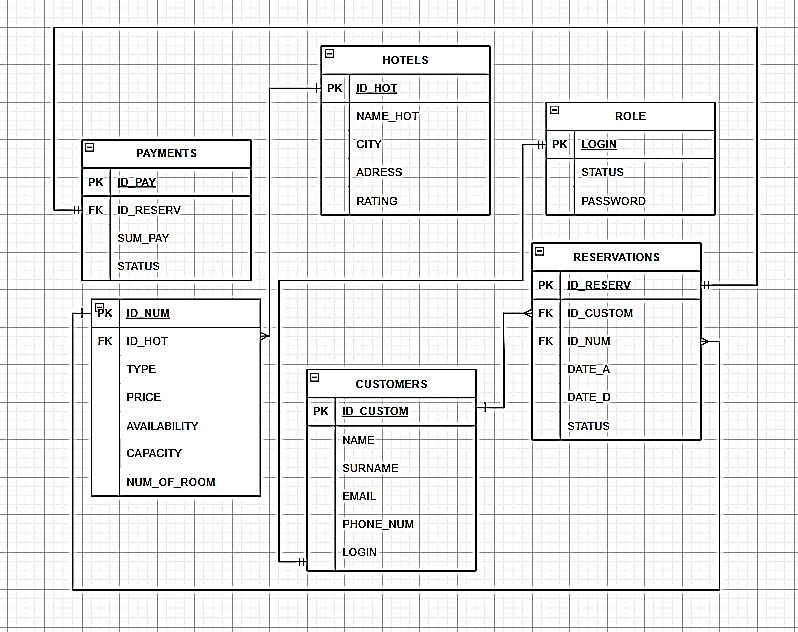 HOTELS
PK ID_HOT
NAME_HOT
CITY
ADRESS
RATING
ROLE
PK LOGIN
STATUS
PASSWORD
PAYMENTS
PK ID_PAY
FK ID_RESERV
SUM_PAY
STATUS
RESERVATIONS
PK ID_RESERV
FK ID_CUSTOM
FK ID_NUM
DATE_A
DATE_D
STATUS
PK ID_NUM
FK ID_HOT
TYPE
PRICE
AVAILABILITY
CAPACITY
NUM_OF_ROOM
CUSTOMERS
PK ID_CUSTOM
NAME
SURNAME
EMAIL
PHONE_NUM
LOGIN